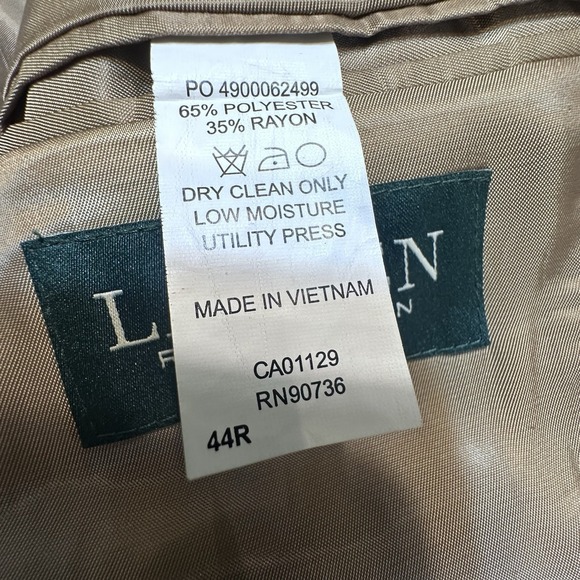 PO 4900062499
65% POLYESTER
35% RAYON
DRY CLEAN ONLY
LOW MOISTURE
UTILITY PRESS
MADE IN VIETNAM
CA01129
RN90736
44R